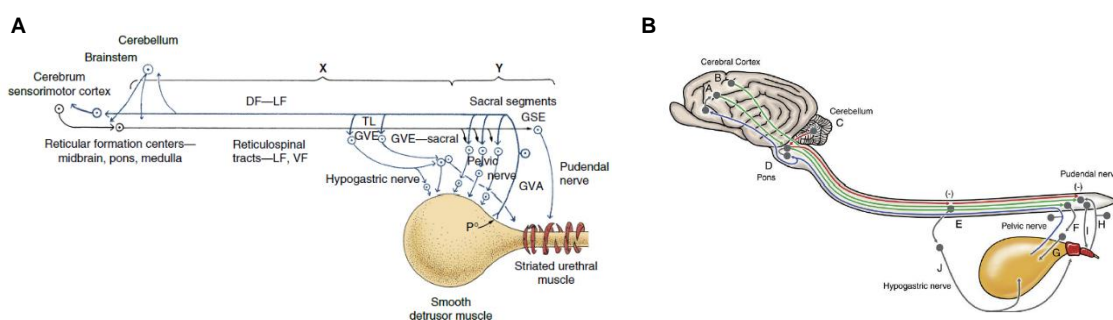 A
Cerebellum
Brainstem
Cerebrum
sensorimotor cortex
X
Y
DF—LF
Sacral segments
GSE
TL
GVE
GVE—sacral
Reticular formation centers—
midbrain, pons, medulla
Reticulospinal
tracts—LF, VF
Hypogastric nerve
Pelvic
nerve
GVA
Pudendal
nerve
P
Striated urethral
muscle
Smooth
detrusor muscle
B
Cerebral Cortex
B
A
Cerebellum
C
D
Pons
(-)
(-)
Pudendal nerve
E
Pelvic nerve
F
I
H
G
J
Hypogastric nerve